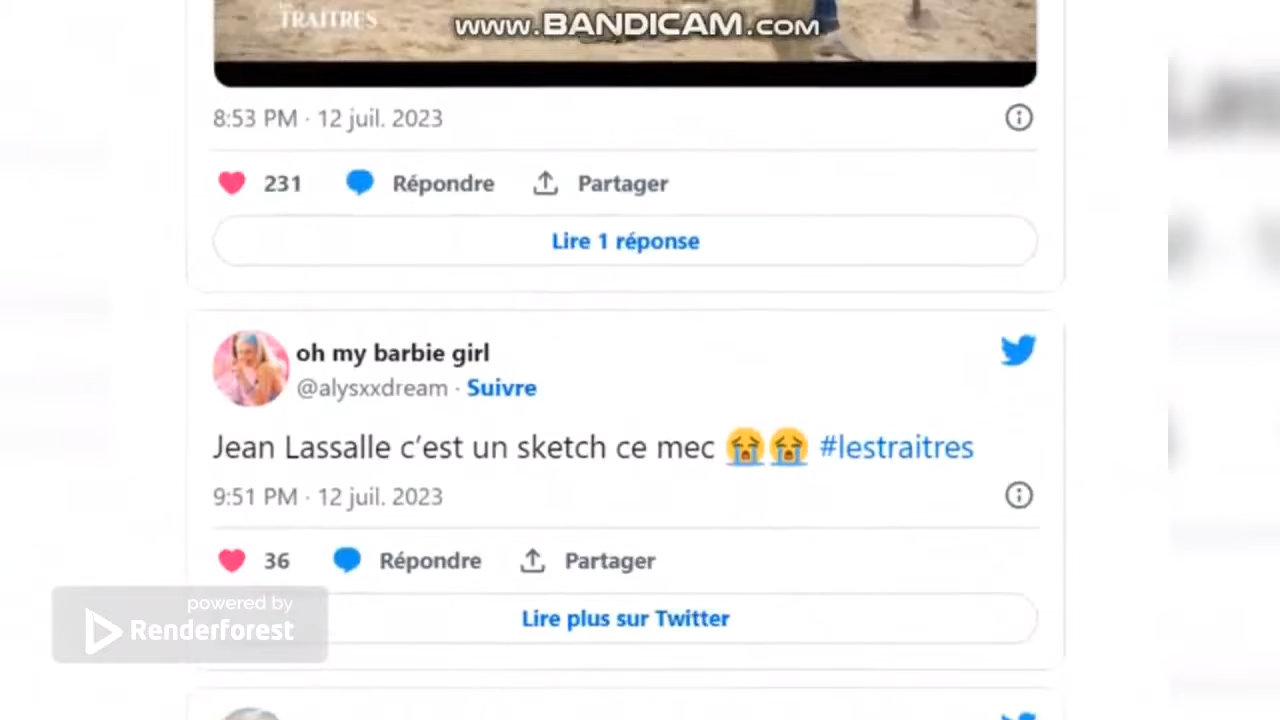 TRAITRES
WWW.BANDICAM.COM
8:53 PM · 12 juil. 2023
231 Répondre Partager
Lire 1 réponse
oh my barbie girl
@alysxxdream · Suivre
Jean Lassalle c’est un sketch ce mec 😭😭 #lestraitres
9:51 PM · 12 juil. 2023
36 Répondre Partager
powered by
Renderforest
Lire plus sur Twitter